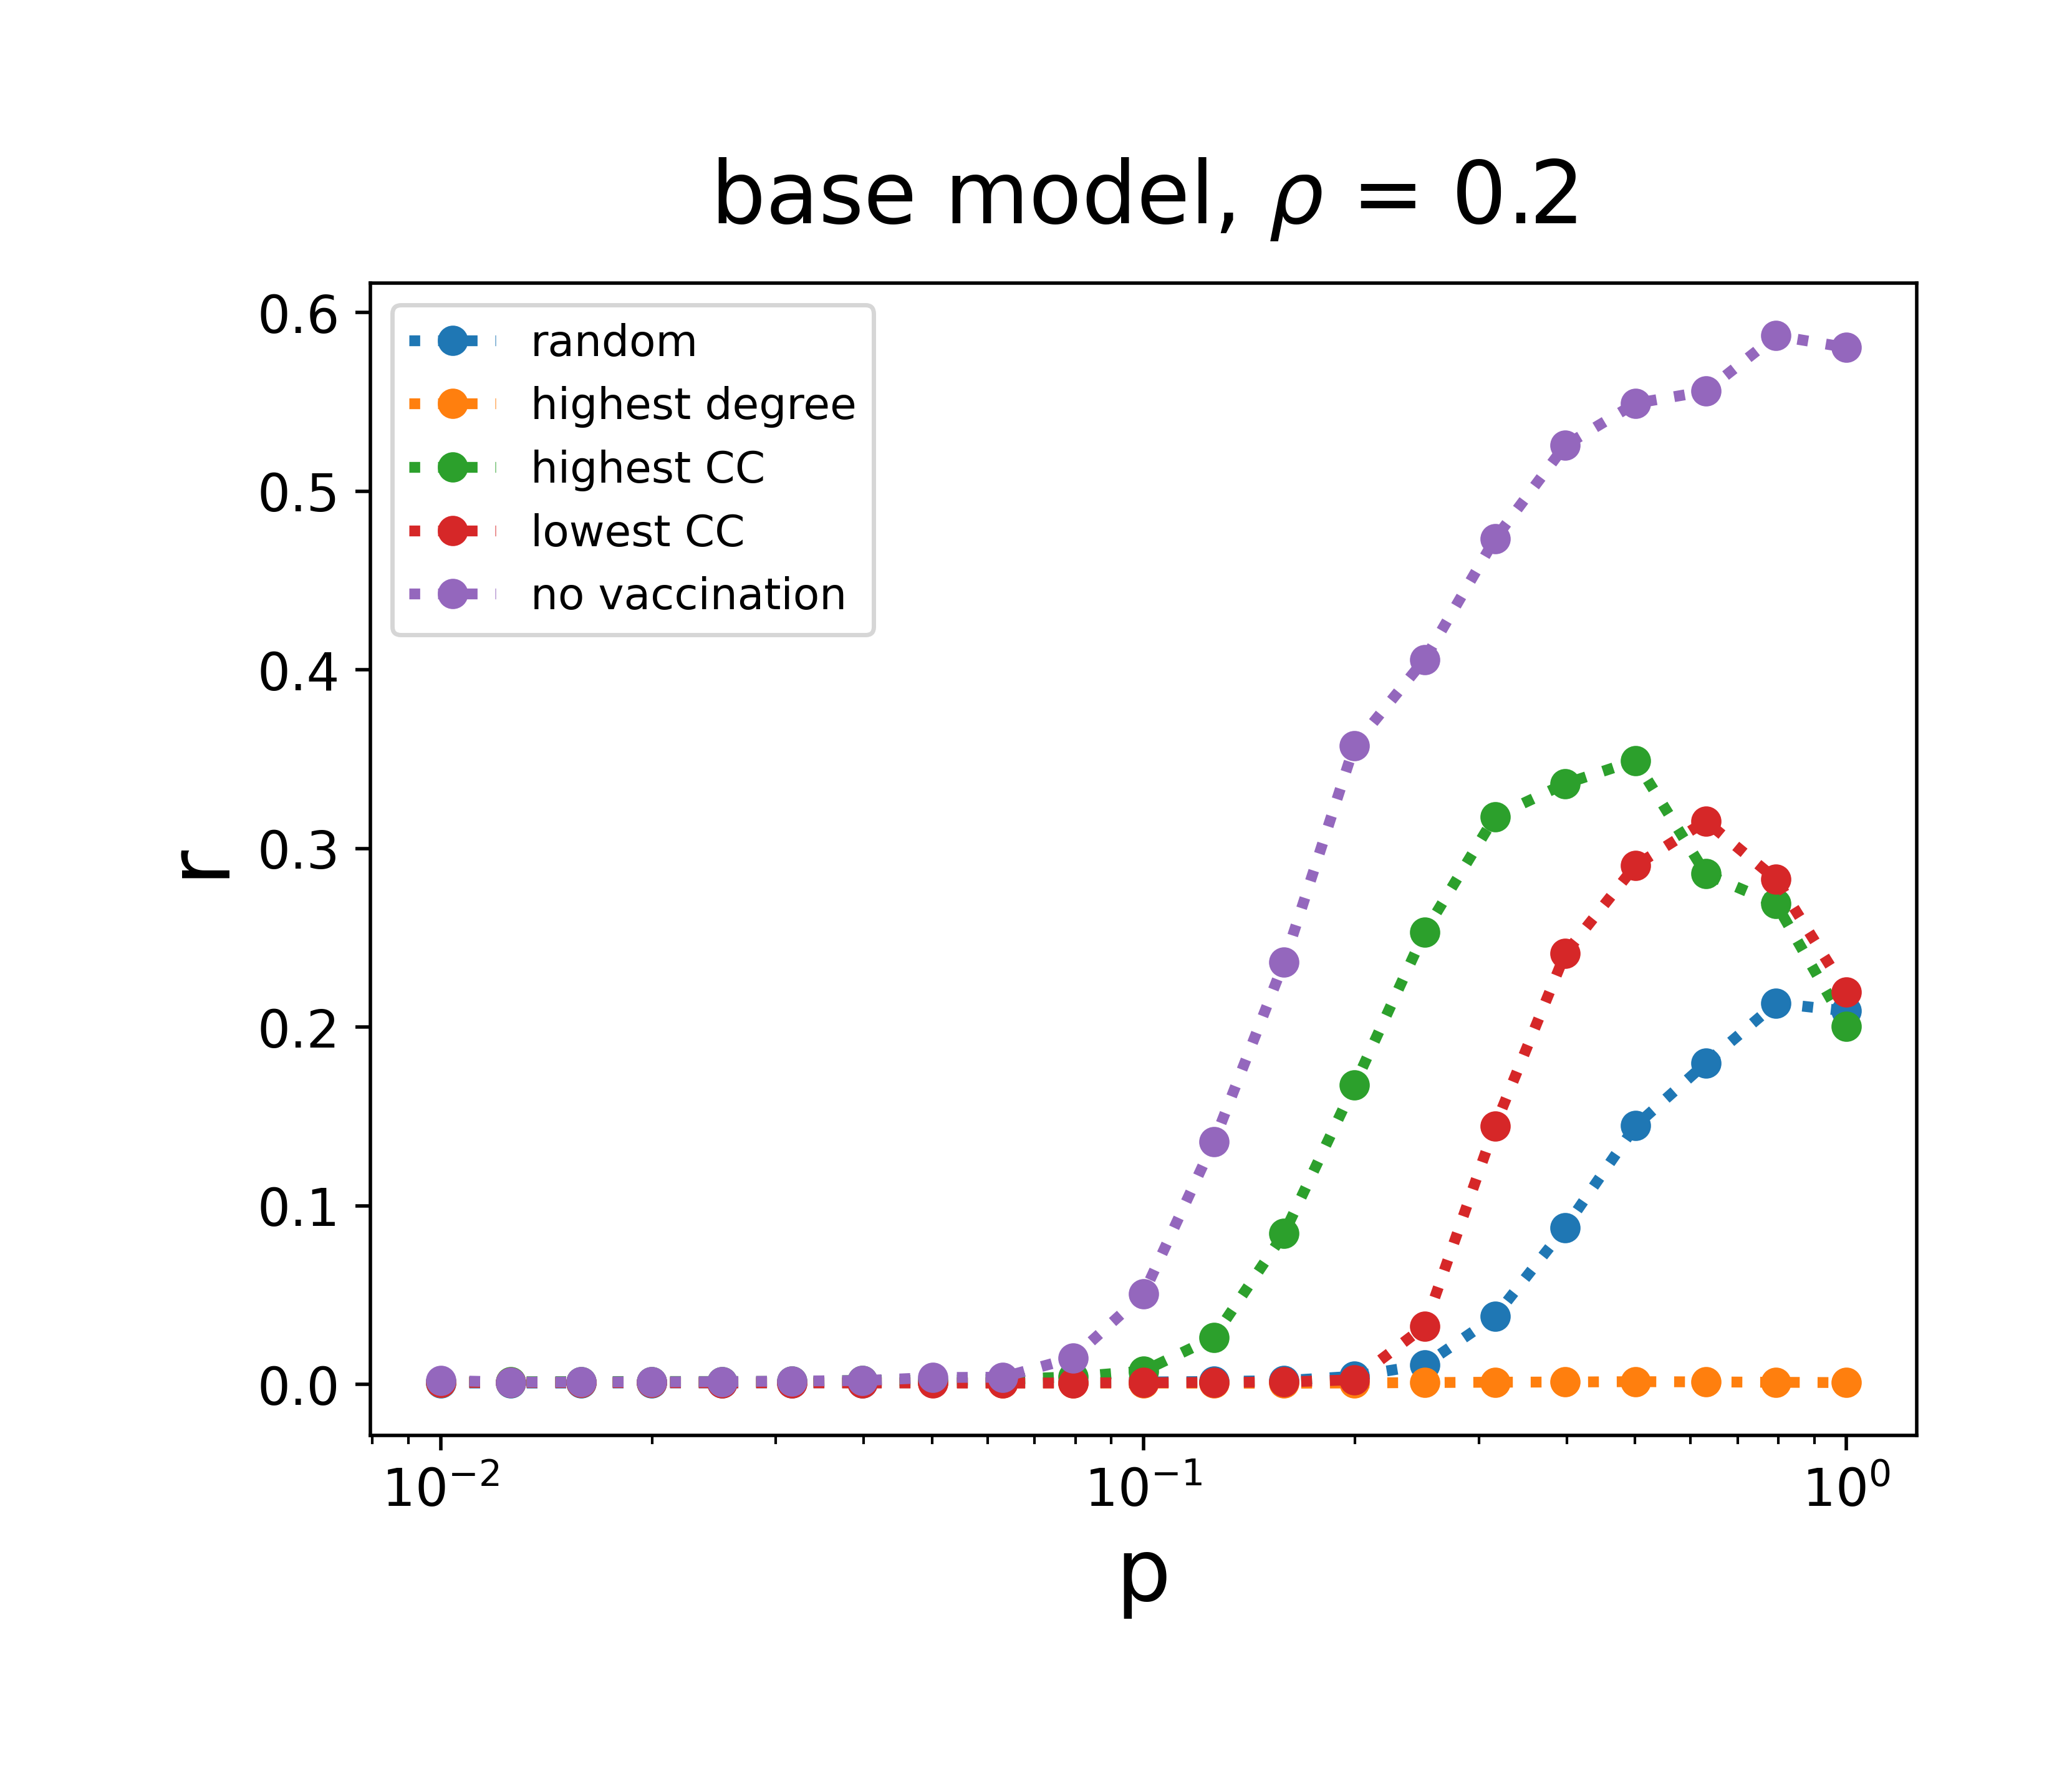 base model, ρ = 0.2
random
highest degree
highest CC
lowest CC
no vaccination
0.6
0.5
0.4
0.3
0.2
0.1
0.0
r
10⁻² 10⁻¹ 10⁰
p